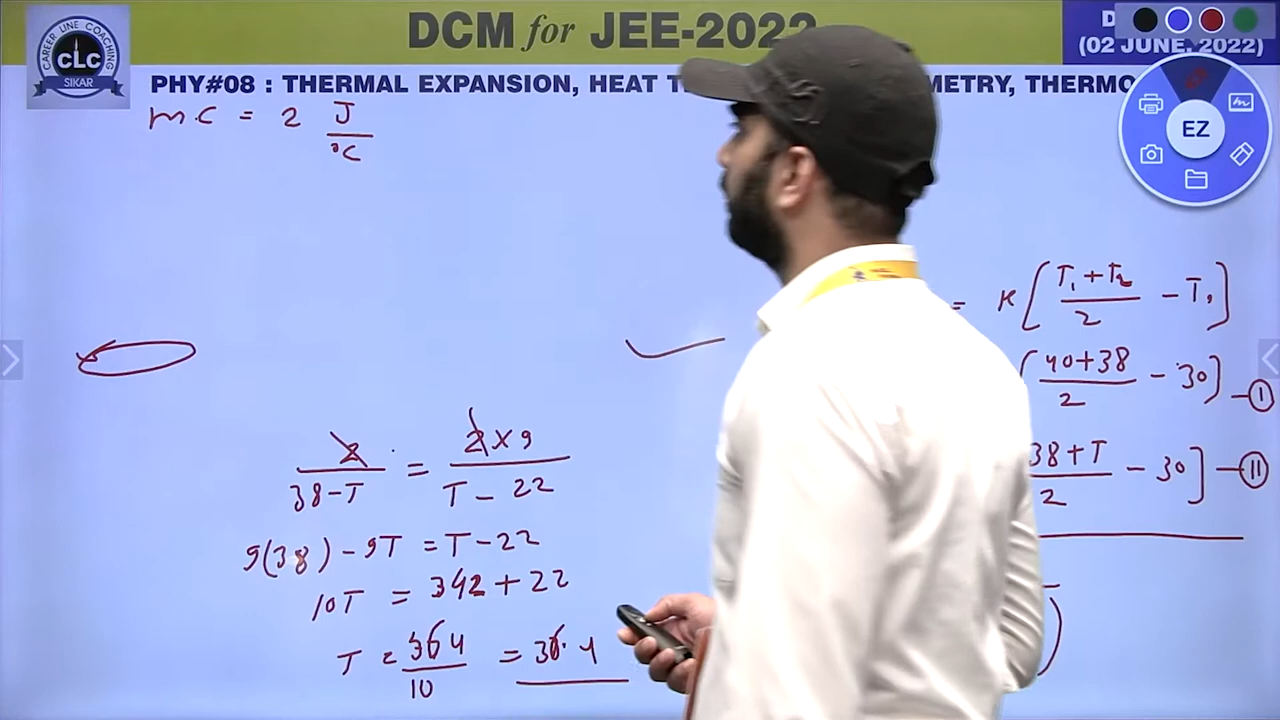 DCM for JEE-2022
(02 JUNE, 2022)
CAREER LINE COACHING
CLC
SIKAR
PHY#08 : THERMAL EXPANSION, HEAT
EZ
mc = 2 J/°C
= K[(T₁+T₂)/2 - T₀]
[(40+38)/2 - 30] - (I)
38+T/2 - 30] - (II)
2/(38-T) = 2×9/(T-22)
9(38) - 9T = T-22
10T = 342 + 22
T = 364/10 = 36.4